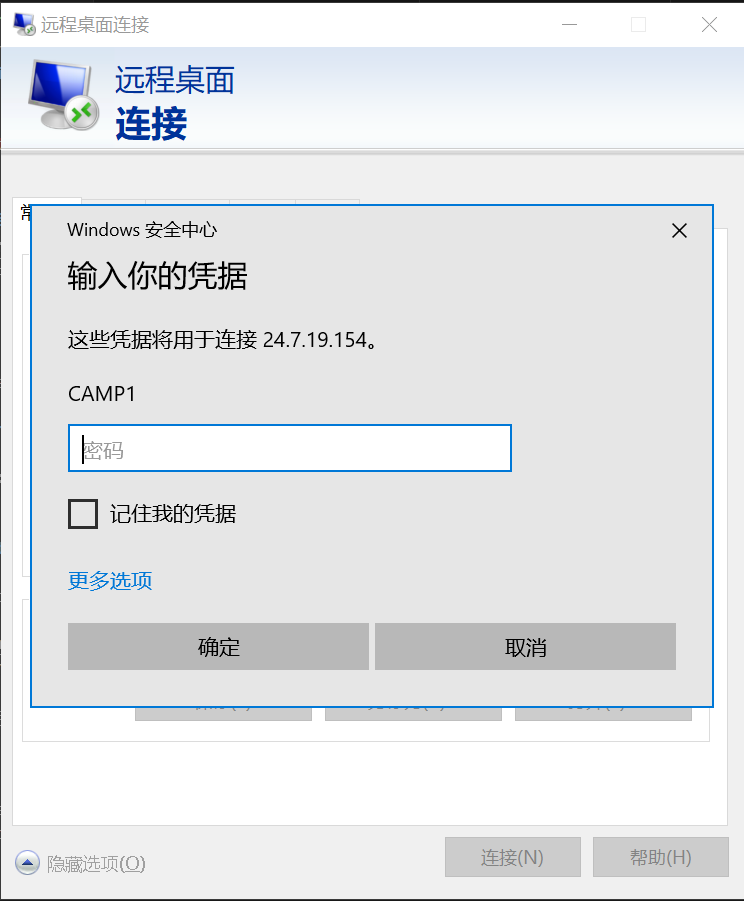 远程桌面连接
远程桌面
连接
常
Windows 安全中心
输入你的凭据
这些凭据将用于连接 24.7.19.154。
CAMP1
密码
记住我的凭据
更多选项
确定 取消
隐藏选项(O) 连接(N) 帮助(H)